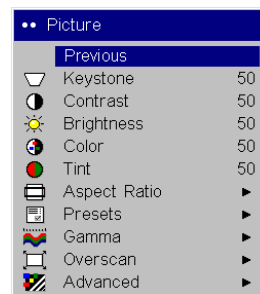 Picture
Previous
Keystone 50
Contrast 50
Brightness 50
Color 50
Tint 50
Aspect Ratio
Presets
Gamma
Overscan
Advanced